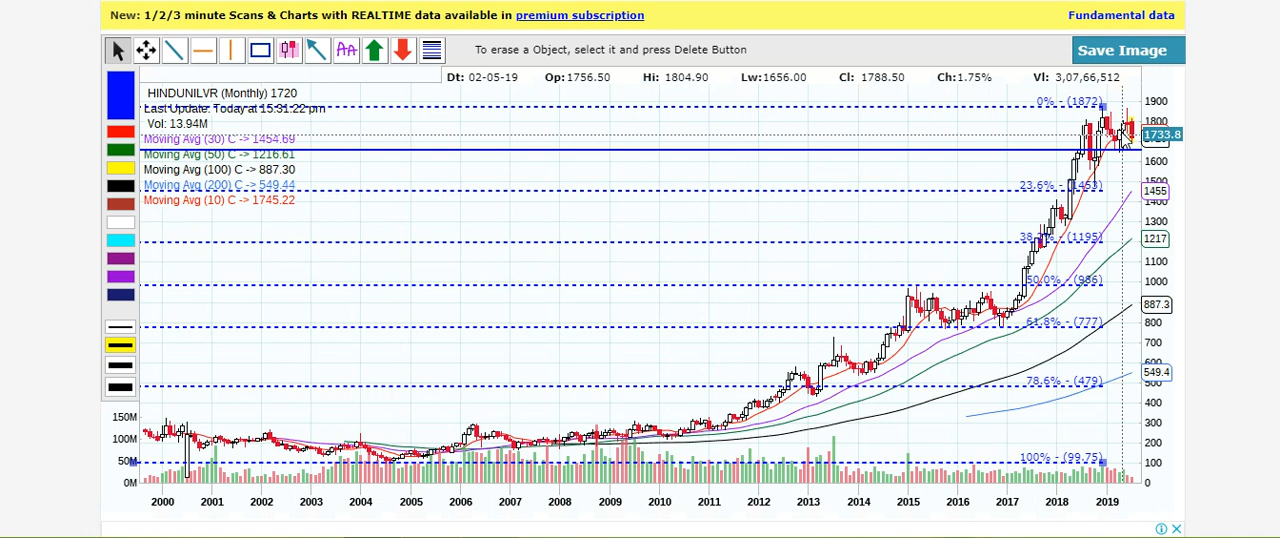 New: 1/2/3 minute Scans & Charts with REALTIME data available in premium subscription Fundamental data
To erase a Object, select it and press Delete Button Save Image
Dt: 02-05-19 Op:1756.50 Hi: 1804.90 Lw:1656.00 Cl: 1788.50 Ch:1.75% Vl: 3,07,66,512
HINDUNILVR (Monthly) 1720
Last Update: Today at 15:31:22 pm
Vol: 13.94M
Moving Avg (30) C -> 1454.69
Moving Avg (50) C -> 1216.61
Moving Avg (100) C -> 887.30
Moving Avg (200) C -> 549.44
Moving Avg (10) C -> 1745.22
0% - (1872)
23.6% - (1453)
(1195)
50.0% - (986)
61.8% - (777)
78.6% - (479)
100% - (99.75)
1900
1800
1733.8
1600
1455
1400
1300
1217
1100
1000
887.3
800
700
600
549.4
500
400
300
200
100
0
150M
100M
50M
0M
2000 2001 2002 2003 2004 2005 2006 2007 2008 2009 2010 2011 2012 2013 2014 2015 2016 2017 2018 2019